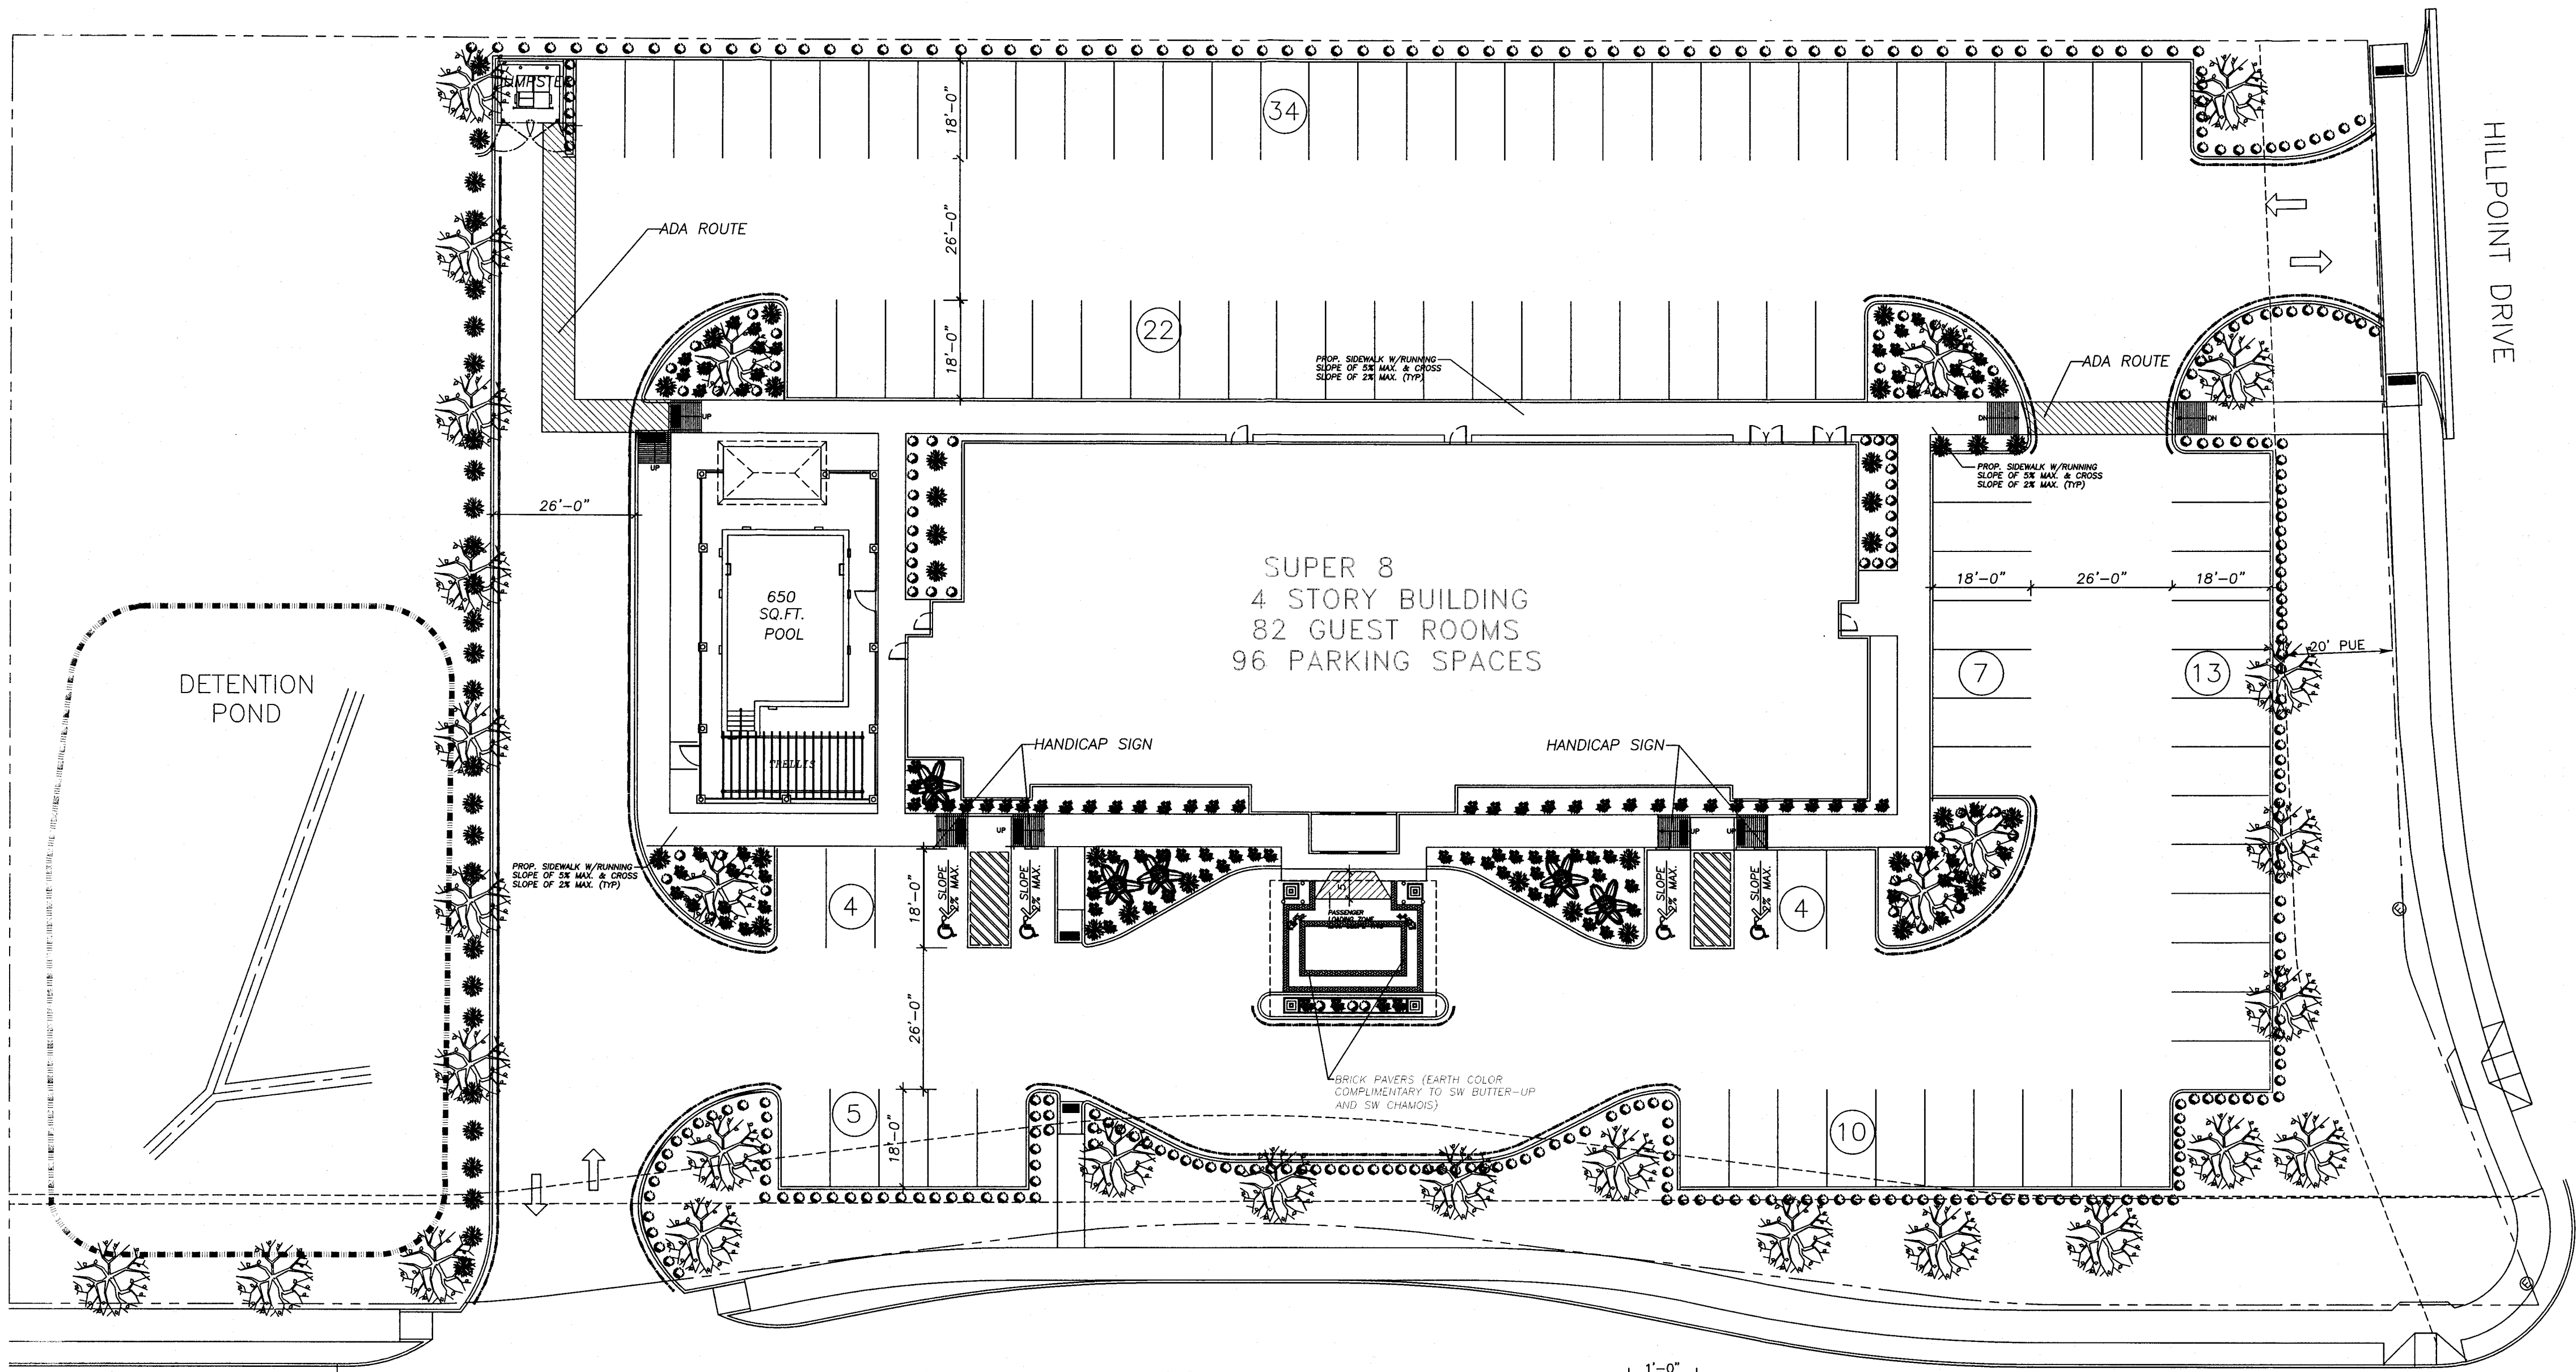 UMPSTE
34
18'-0"
HILLPOINT DRIVE
26'-0"
ADA ROUTE
22
18'-0"
PROP. SIDEWALK W/RUNNING
SLOPE OF 5% MAX. & CROSS
SLOPE OF 2% MAX. (TYP)
ADA ROUTE
UP
DN
DN
UP
PROP. SIDEWALK W/RUNNING
SLOPE OF 5% MAX. & CROSS
SLOPE OF 2% MAX. (TYP)
26'-0"
SUPER 8
4 STORY BUILDING
82 GUEST ROOMS
96 PARKING SPACES
18'-0"
26'-0"
18'-0"
650
SQ.FT.
POOL
20' PUE
DETENTION
POND
7
13
HANDICAP SIGN
HANDICAP SIGN
TRELLIS
UP
UP
UP
PROP. SIDEWALK W/RUNNING
SLOPE OF 5% MAX. & CROSS
SLOPE OF 2% MAX. (TYP)
4
18'-0"
SLOPE
2% MAX.
SLOPE
2% MAX.
5'
PASSENGER
LOADING ZONE
SLOPE
2% MAX.
SLOPE
2% MAX.
4
26'-0"
BRICK PAVERS (EARTH COLOR
COMPLIMENTARY TO SW BUTTER-UP
AND SW CHAMOIS)
5
18'-0"
10
E
E
1'-0"